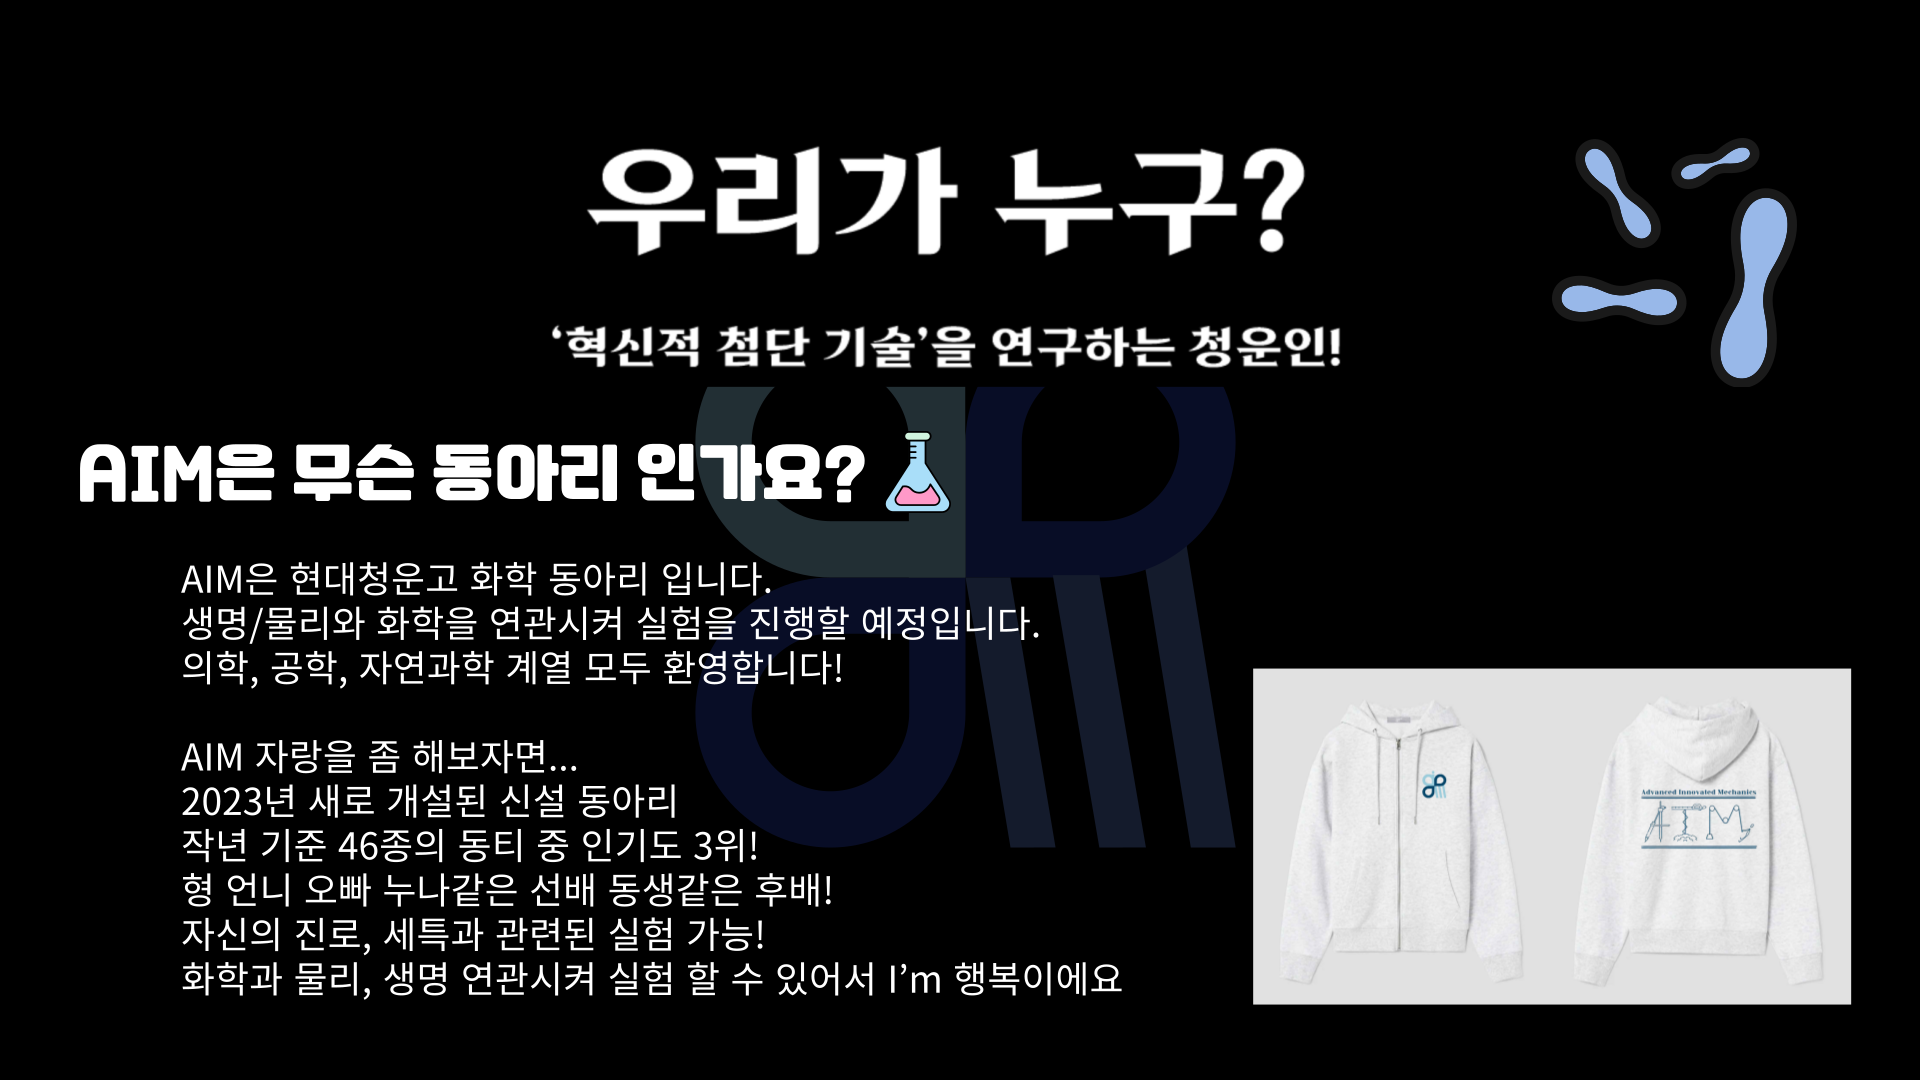 우리가 누구?
‘혁신적 첨단 기술’을 연구하는 청운인!
AIM은 무슨 동아리 인가요?
AIM은 현대청운고 화학 동아리 입니다.
생명/물리와 화학을 연관시켜 실험을 진행할 예정입니다.
의학, 공학, 자연과학 계열 모두 환영합니다!
AIM 자랑을 좀 해보자면...
2023년 새로 개설된 신설 동아리
작년 기준 46종의 동티 중 인기도 3위!
형 언니 오빠 누나같은 선배 동생같은 후배!
자신의 진로, 세특과 관련된 실험 가능!
화학과 물리, 생명 연관시켜 실험 할 수 있어서 I’m 행복이에요
Advanced Innovated Mechanics
AIM